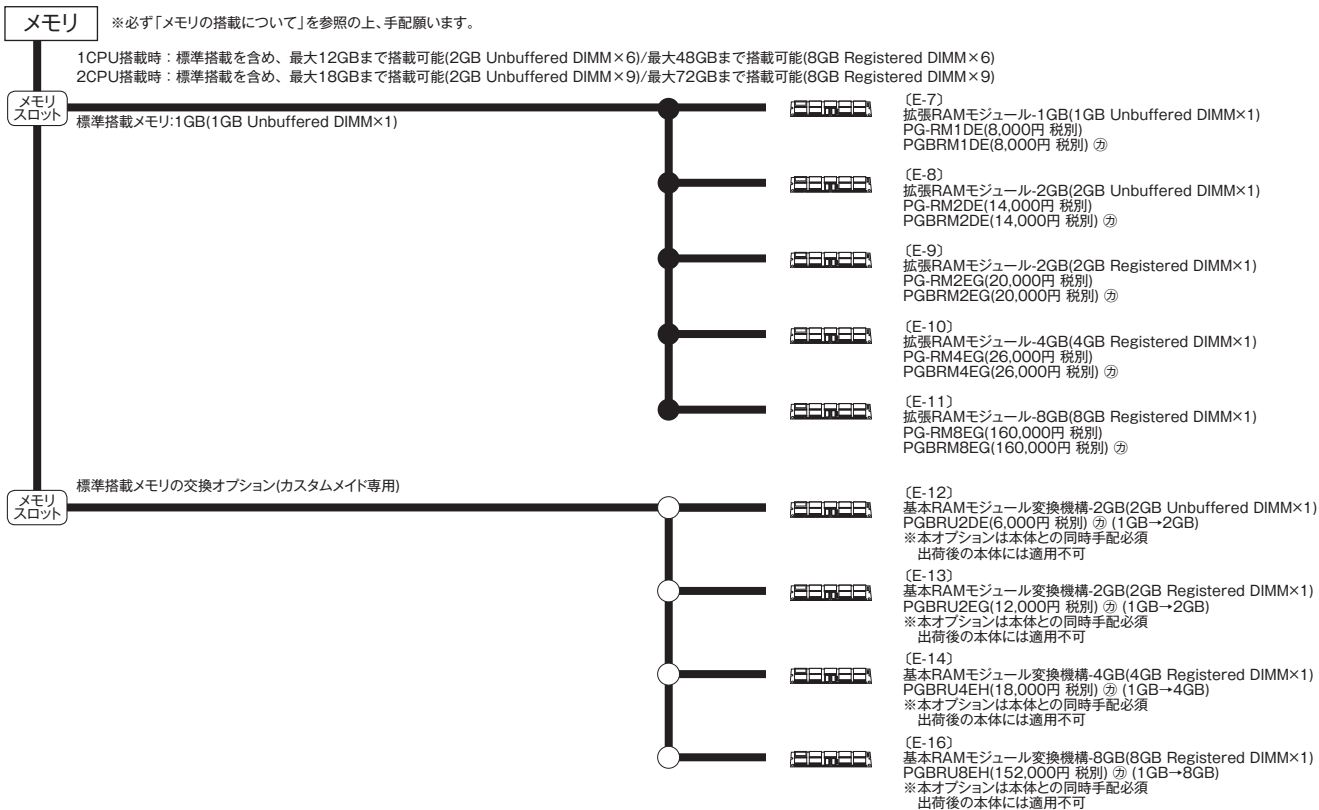 メモリ
※必ず「メモリの搭載について」を参照の上、手配願います。
1CPU搭載時：標準搭載を含め、最大12GBまで搭載可能(2GB Unbuffered DIMM×6)/最大48GBまで搭載可能(8GB Registered DIMM×6)
2CPU搭載時：標準搭載を含め、最大18GBまで搭載可能(2GB Unbuffered DIMM×9)/最大72GBまで搭載可能(8GB Registered DIMM×9)
メモリ
スロット
標準搭載メモリ:1GB(1GB Unbuffered DIMM×1)
〔E-7〕
拡張RAMモジュール-1GB(1GB Unbuffered DIMM×1)
PG-RM1DE(8,000円 税別)
PGBRM1DE(8,000円 税別) ㋕
〔E-8〕
拡張RAMモジュール-2GB(2GB Unbuffered DIMM×1)
PG-RM2DE(14,000円 税別)
PGBRM2DE(14,000円 税別) ㋕
〔E-9〕
拡張RAMモジュール-2GB(2GB Registered DIMM×1)
PG-RM2EG(20,000円 税別)
PGBRM2EG(20,000円 税別) ㋕
〔E-10〕
拡張RAMモジュール-4GB(4GB Registered DIMM×1)
PG-RM4EG(26,000円 税別)
PGBRM4EG(26,000円 税別) ㋕
〔E-11〕
拡張RAMモジュール-8GB(8GB Registered DIMM×1)
PG-RM8EG(160,000円 税別)
PGBRM8EG(160,000円 税別) ㋕
メモリ
スロット
標準搭載メモリの交換オプション(カスタムメイド専用)
〔E-12〕
基本RAMモジュール変換機構-2GB(2GB Unbuffered DIMM×1)
PGBRU2DE(6,000円 税別) ㋕ (1GB→2GB)
※本オプションは本体との同時手配必須
出荷後の本体には適用不可
〔E-13〕
基本RAMモジュール変換機構-2GB(2GB Registered DIMM×1)
PGBRU2EG(12,000円 税別) ㋕ (1GB→2GB)
※本オプションは本体との同時手配必須
出荷後の本体には適用不可
〔E-14〕
基本RAMモジュール変換機構-4GB(4GB Registered DIMM×1)
PGBRU4EH(18,000円 税別) ㋕ (1GB→4GB)
※本オプションは本体との同時手配必須
出荷後の本体には適用不可
〔E-16〕
基本RAMモジュール変換機構-8GB(8GB Registered DIMM×1)
PGBRU8EH(152,000円 税別) ㋕ (1GB→8GB)
※本オプションは本体との同時手配必須
出荷後の本体には適用不可